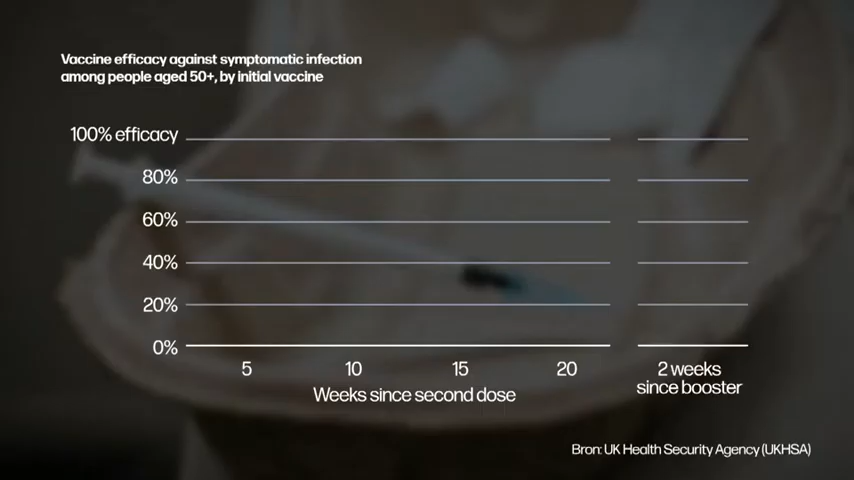 Vaccine efficacy against symptomatic infection
among people aged 50+, by initial vaccine
100% efficacy
80%
60%
40%
20%
0%
5 10 15 20
Weeks since second dose
2 weeks
since booster
Bron: UK Health Security Agency (UKHSA)